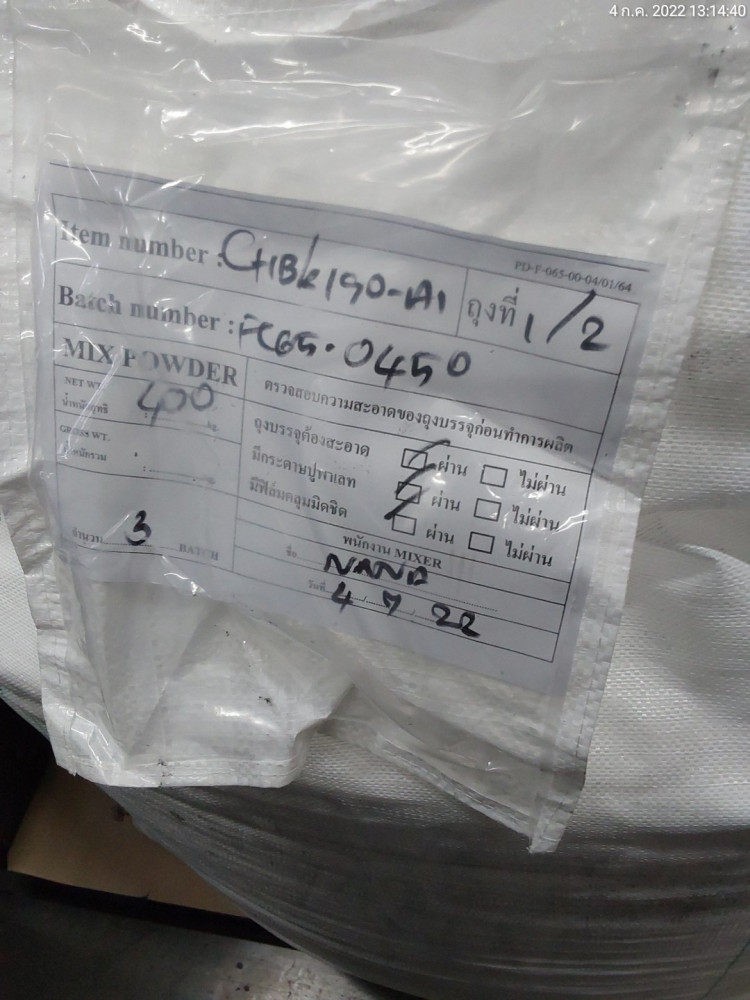 4 ก.ค. 2022 13:14:40
PD-F-065-00-04/01/64
Item number : ถุงที่ 1/2
Batch number : FC65-0450
MIX POWDER
ตรวจสอบความสะอาดของถุงบรรจุก่อนทำการผลิต
NET WT.
น้ำหนักสุทธิ : 400 kg.
ถุงบรรจุต้องสะอาด ผ่าน ไม่ผ่าน
GROSS WT.
น้ำหนักรวม :
มีกระดาษปูพาเลท ผ่าน ไม่ผ่าน
มีฟิล์มคลุมมิดชิด ผ่าน ไม่ผ่าน
จำนวน 3 BATCH
พนักงาน MIXER
ชื่อ NANA
วันที่ 4 / 7 / 22